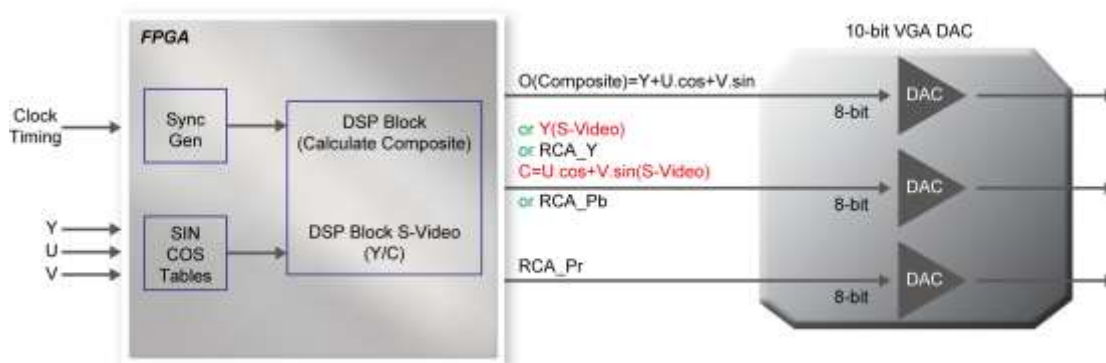 FPGA
10-bit VGA DAC
Clock
Timing
Sync
Gen
DSP Block
(Calculate Composite)
O(Composite)=Y+U.cos+V.sin
8-bit
DAC
or Y(S-Video)
or RCA_Y
C=U.cos+V.sin(S-Video)
or RCA_Pb
8-bit
DAC
Y
U
V
SIN
COS
Tables
DSP Block S-Video
(Y/C)
RCA_Pr
8-bit
DAC